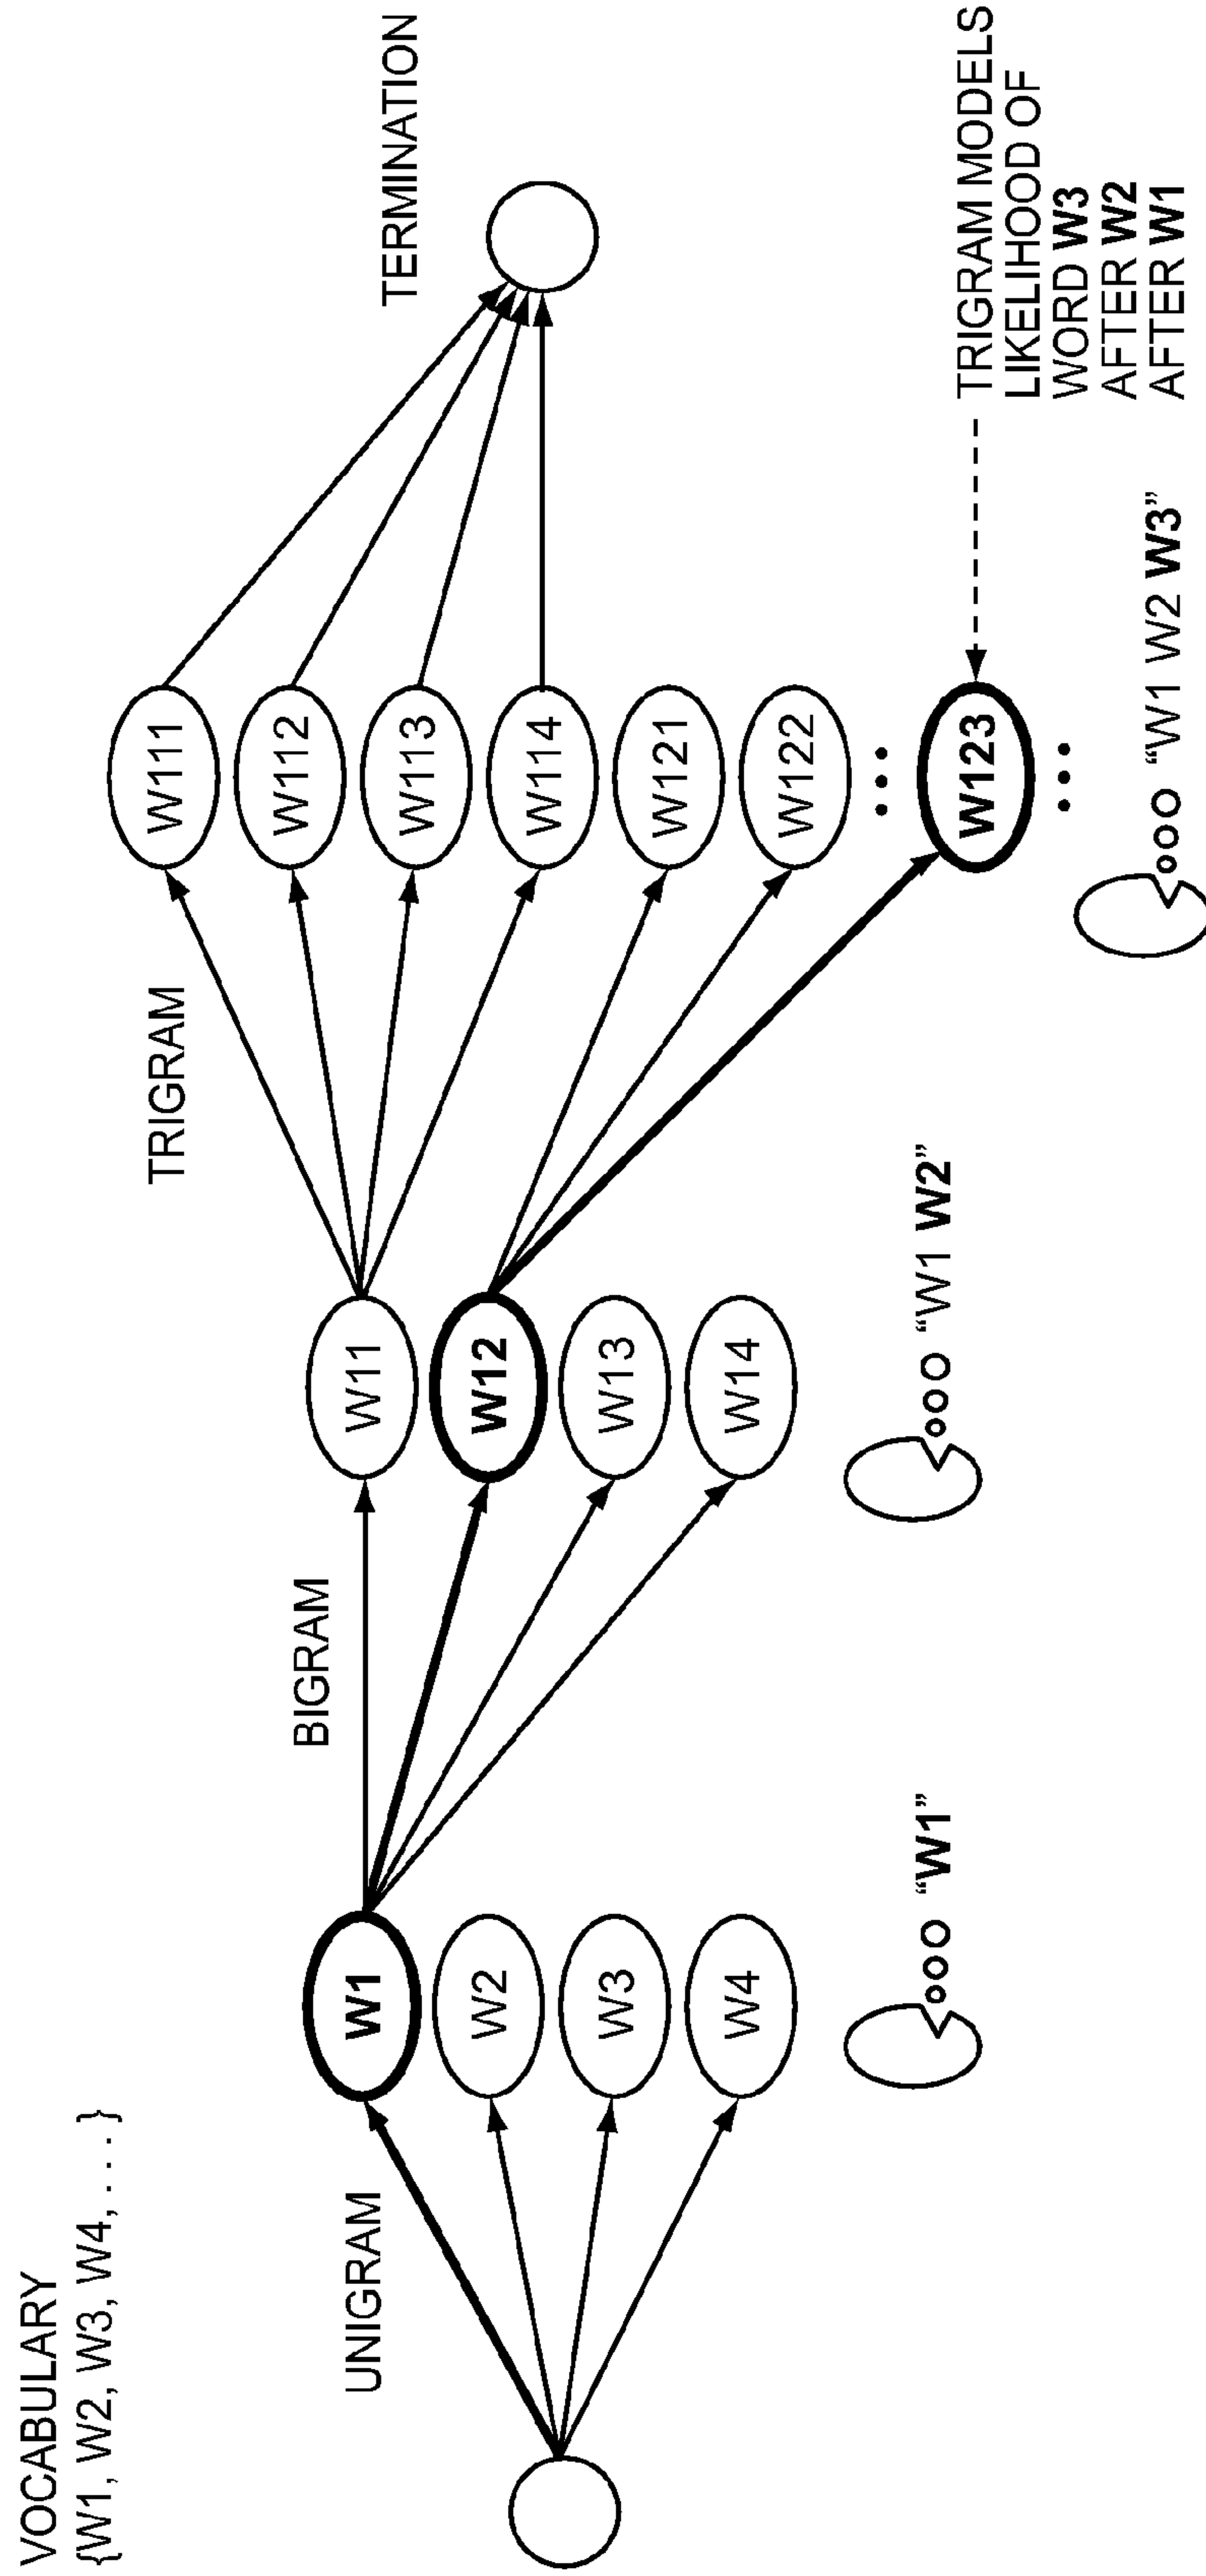 VOCABULARY
{W1, W2, W3, W4, . . . }
UNIGRAM
W1
W2
W3
W4
"W1"
BIGRAM
W11
W12
W13
W14
"W1 W2"
TRIGRAM
W111
W112
W113
W114
W121
W122
W123
"W1 W2 W3"
TERMINATION
TRIGRAM MODELS
LIKELIHOOD OF
WORD W3
AFTER W2
AFTER W1